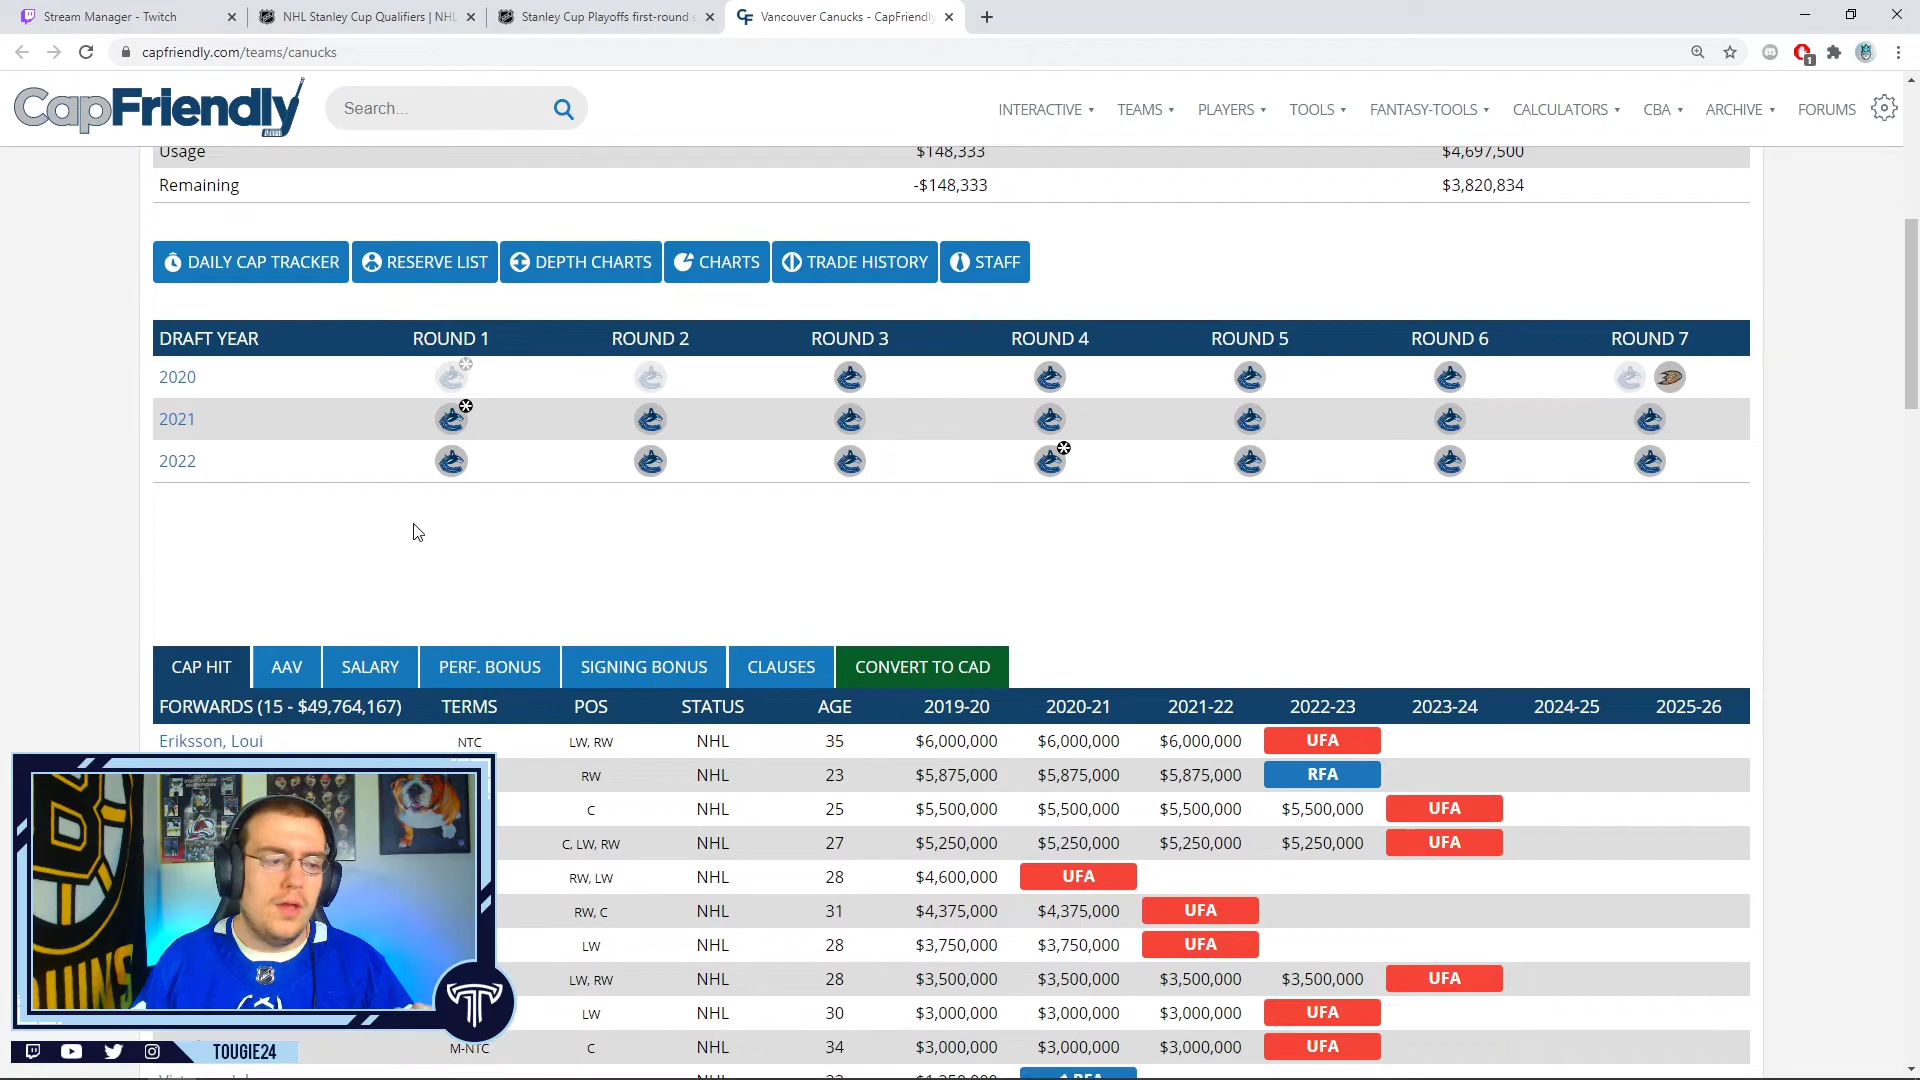 Stream Manager - Twitch
NHL Stanley Cup Qualifiers | NHL
Stanley Cup Playoffs first-round s
Vancouver Canucks - CapFriendly
capfriendly.com/teams/canucks
1
CapFriendly
Search...
INTERACTIVE TEAMS PLAYERS TOOLS FANTASY-TOOLS CALCULATORS CBA ARCHIVE FORUMS
Usage $148,333 $4,697,500
Remaining -$148,333 $3,820,834
DAILY CAP TRACKER RESERVE LIST DEPTH CHARTS CHARTS TRADE HISTORY STAFF
DRAFT YEAR ROUND 1 ROUND 2 ROUND 3 ROUND 4 ROUND 5 ROUND 6 ROUND 7
2020
2021
2022
CAP HIT AAV SALARY PERF. BONUS SIGNING BONUS CLAUSES CONVERT TO CAD
FORWARDS (15 - $49,764,167) TERMS POS STATUS AGE 2019-20 2020-21 2021-22 2022-23 2023-24 2024-25 2025-26
Eriksson, Loui NTC LW, RW NHL 35 $6,000,000 $6,000,000 $6,000,000 UFA
RW NHL 23 $5,875,000 $5,875,000 $5,875,000 RFA
C NHL 25 $5,500,000 $5,500,000 $5,500,000 $5,500,000 UFA
C, LW, RW NHL 27 $5,250,000 $5,250,000 $5,250,000 $5,250,000 UFA
RW, LW NHL 28 $4,600,000 UFA
RW, C NHL 31 $4,375,000 $4,375,000 UFA
LW NHL 28 $3,750,000 $3,750,000 UFA
LW, RW NHL 28 $3,500,000 $3,500,000 $3,500,000 $3,500,000 UFA
LW NHL 30 $3,000,000 $3,000,000 $3,000,000 UFA
M-NTC C NHL 34 $3,000,000 $3,000,000 $3,000,000 UFA
TOUGIE24